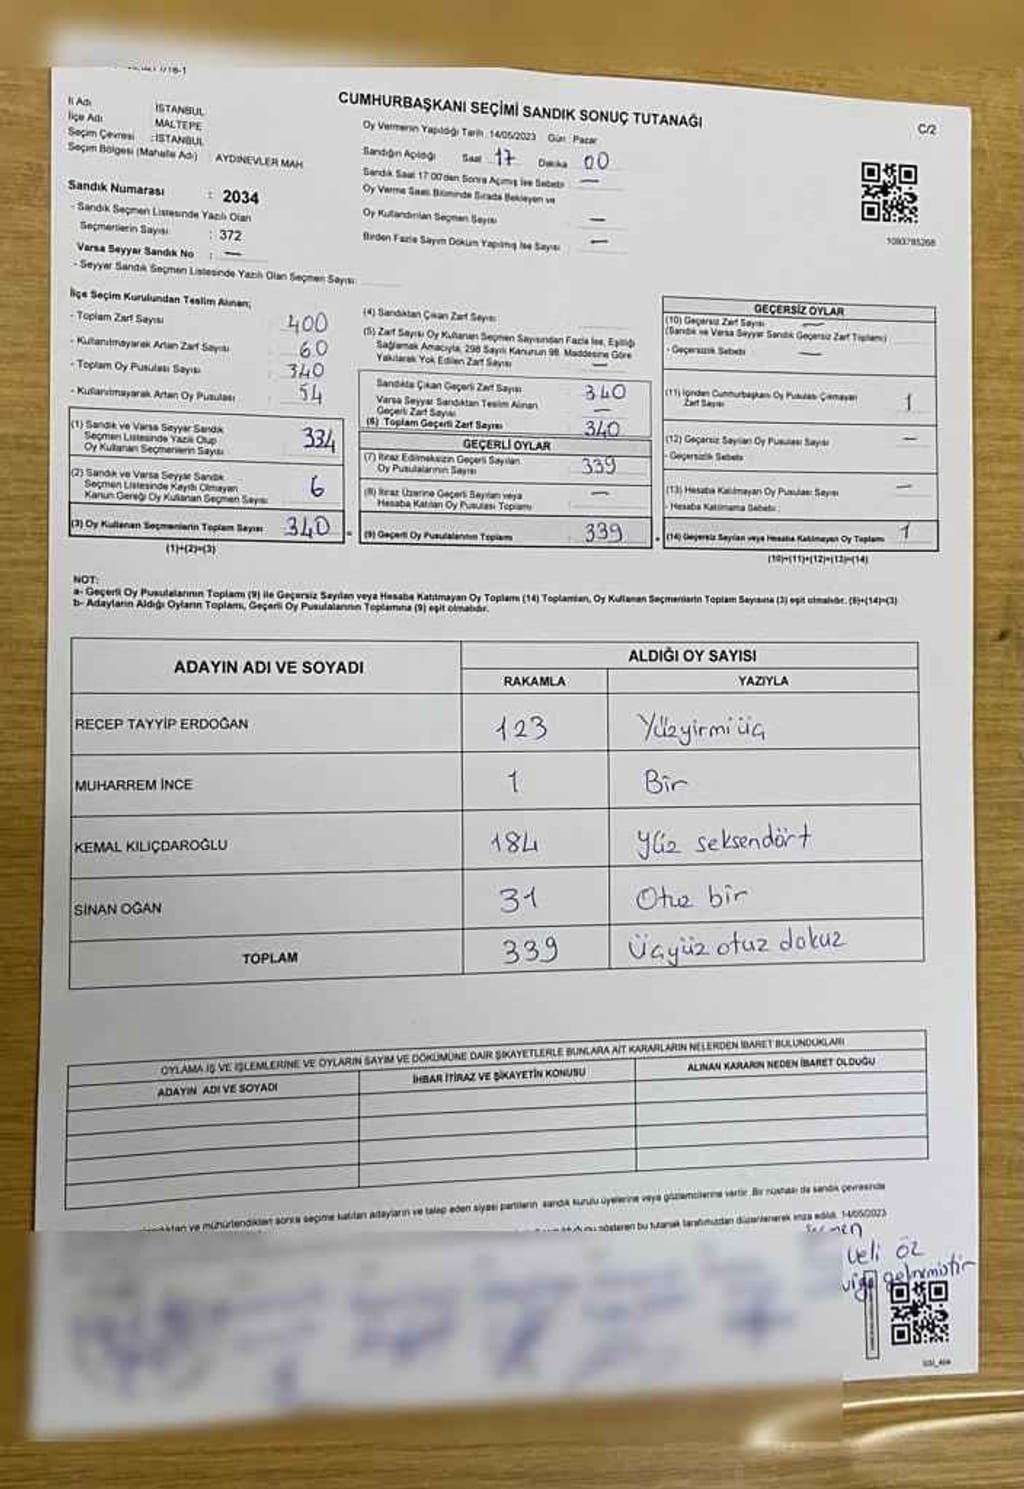 CUMHURBAŞKANI SEÇİMİ SANDIK SONUÇ TUTANAĞI
C/2
İl Adı İSTANBUL
İlçe Adı MALTEPE
Seçim Çevresi : İSTANBUL
Seçim Bölgesi (Mahalle Adı) AYDINEVLER MAH.
Oy Vermenin Yapıldığı Tarih : 14/05/2023 Gün : Pazar
Sandığın Açıldığı Saat 17 Dakika 00
Sandık Saat 17:00'den Sonra Açılmış İse Sebebi —
Oy Verme Saati Bitiminde Sırada Bekleyen ve
Oy Kullandırılan Seçmen Sayısı —
Birden Fazla Sayım Döküm Yapılmış İse Sayısı —
1093785268
Sandık Numarası : 2034
- Sandık Seçmen Listesinde Yazılı Olan
Seçmenlerin Sayısı : 372
Varsa Seyyar Sandık No : —
- Seyyar Sandık Seçmen Listesinde Yazılı Olan Seçmen Sayısı:
İlçe Seçim Kurulundan Teslim Alınan;
- Toplam Zarf Sayısı 400
- Kullanılmayarak Artan Zarf Sayısı 60
- Toplam Oy Pusulası Sayısı 340
- Kullanılmayarak Artan Oy Pusulası 54
(1) Sandık ve Varsa Seyyar Sandık
Seçmen Listesinde Yazılı Olup
Oy Kullanan Seçmenlerin Sayısı 334
(2) Sandık ve Varsa Seyyar Sandık
Seçmen Listesinde Kayıtlı Olmayan
Kanun Gereği Oy Kullanan Seçmen Sayısı 6
(3) Oy Kullanan Seçmenlerin Toplam Sayısı 340
(1)+(2)=(3)
(4) Sandıktan Çıkan Zarf Sayısı
(5) Zarf Sayısı Oy Kullanan Seçmen Sayısından Fazla İse, Eşitliği
Sağlamak Amacıyla, 298 Sayılı Kanunun 98. Maddesine Göre
Yakılarak Yok Edilen Zarf Sayısı —
Sandıkta Çıkan Geçerli Zarf Sayısı 340
Varsa Seyyar Sandıktan Teslim Alınan
Geçerli Zarf Sayısı —
(6) Toplam Geçerli Zarf Sayısı 340
GEÇERLİ OYLAR
(7) İtiraz Edilmeksizin Geçerli Sayılan
Oy Pusulalarının Sayısı 339
(8) İtiraz Üzerine Geçerli Sayılan veya
Hesaba Katılan Oy Pusulası Toplamı —
(9) Geçerli Oy Pusulalarının Toplamı 339
GEÇERSİZ OYLAR
(10) Geçersiz Zarf Sayısı —
(Sandık ve Varsa Seyyar Sandık Geçersiz Zarf Toplamı)
- Geçersizlik Sebebi —
(11) İçinden Cumhurbaşkanı Oy Pusulası Çıkmayan
Zarf Sayısı 1
(12) Geçersiz Sayılan Oy Pusulası Sayısı —
- Geçersizlik Sebebi
(13) Hesaba Katılmayan Oy Pusulası Sayısı —
- Hesaba Katılmama Sebebi :
(14) Geçersiz Sayılan veya Hesaba Katılmayan Oy Toplamı 1
(10)+(11)+(12)+(13)=(14)
NOT:
a- Geçerli Oy Pusulalarının Toplamı (9) ile Geçersiz Sayılan veya Hesaba Katılmayan Oy Toplamı (14) Toplamları, Oy Kullanan Seçmenlerin Toplam Sayısına (3) eşit olmalıdır. (9)+(14)=(3)
b- Adayların Aldığı Oyların Toplamı, Geçerli Oy Pusulalarının Toplamına (9) eşit olmalıdır.
ADAYIN ADI VE SOYADI ALDIĞI OY SAYISI
RAKAMLA YAZIYLA
RECEP TAYYİP ERDOĞAN 123 Yüzyirmiüç
MUHARREM İNCE 1 Bir
KEMAL KILIÇDAROĞLU 184 Yüz seksendört
SİNAN OĞAN 31 Otuz bir
TOPLAM 339 Üçyüz otuz dokuz
OYLAMA İŞ VE İŞLEMLERİNE VE OYLARIN SAYIM VE DÖKÜMÜNE DAİR ŞİKAYETLERLE BUNLARA AİT KARARLARIN NELERDEN İBARET BULUNDUKLARI
ADAYIN ADI VE SOYADI İHBAR İTİRAZ VE ŞİKAYETİN KONUSU ALINAN KARARIN NEDEN İBARET OLDUĞU
ve mühürlendikten sonra seçime katılan adayların ve talep eden siyasi partilerin sandık kurulu üyelerine veya gözlemcilerine verilir. Bir nüshası da sandık çevresinde
gösteren bu tutanak tarafımızdan düzenlenerek imza edildi. 14/05/2023
Veli Öz
gelmemiştir